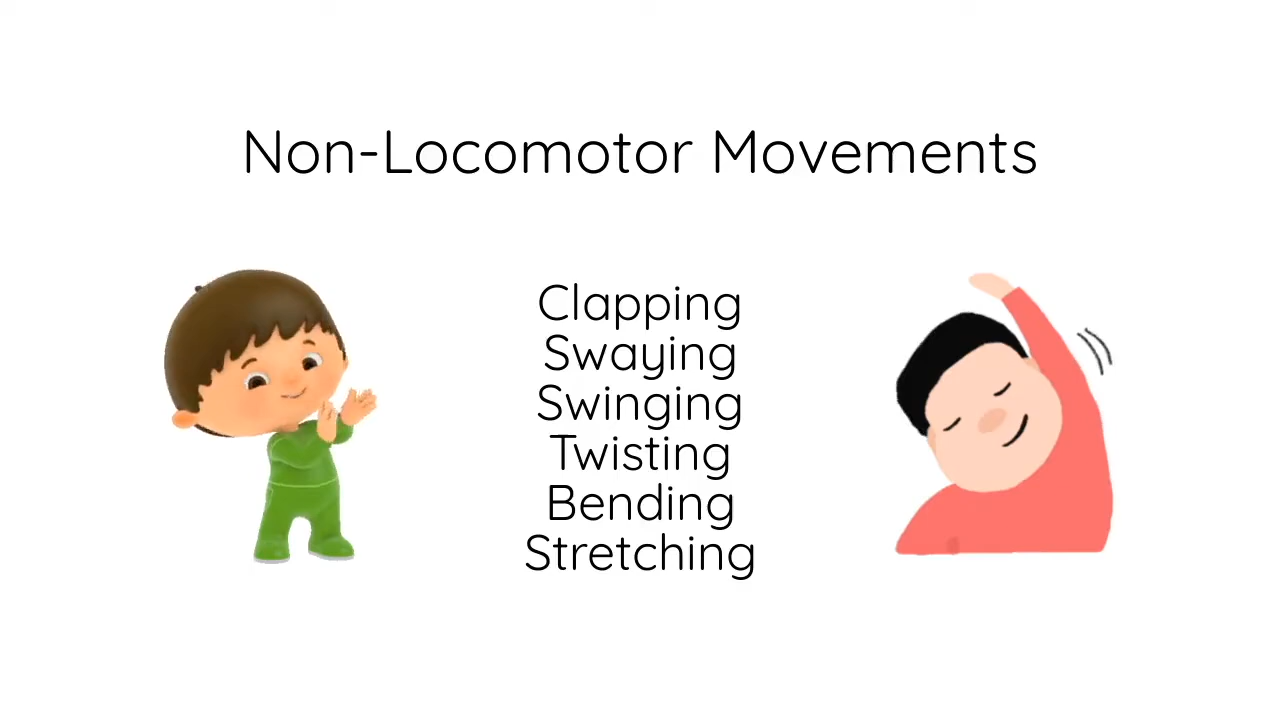 Non-Locomotor Movements
Clapping
Swaying
Swinging
Twisting
Bending
Stretching